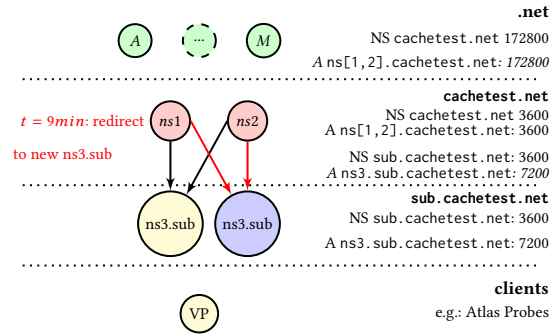 .net
A ... M
NS cachetest.net 172800
A ns[1,2].cachetest.net: 172800
cachetest.net
NS cachetest.net 3600
t = 9min: redirect
ns1 ns2
A ns[1,2].cachetest.net: 3600
to new ns3.sub
NS sub.cachetest.net: 3600
A ns3.sub.cachetest.net: 7200
sub.cachetest.net
NS sub.cachetest.net: 3600
ns3.sub ns3.sub
A ns3.sub.cachetest.net: 7200
clients
VP
e.g.: Atlas Probes